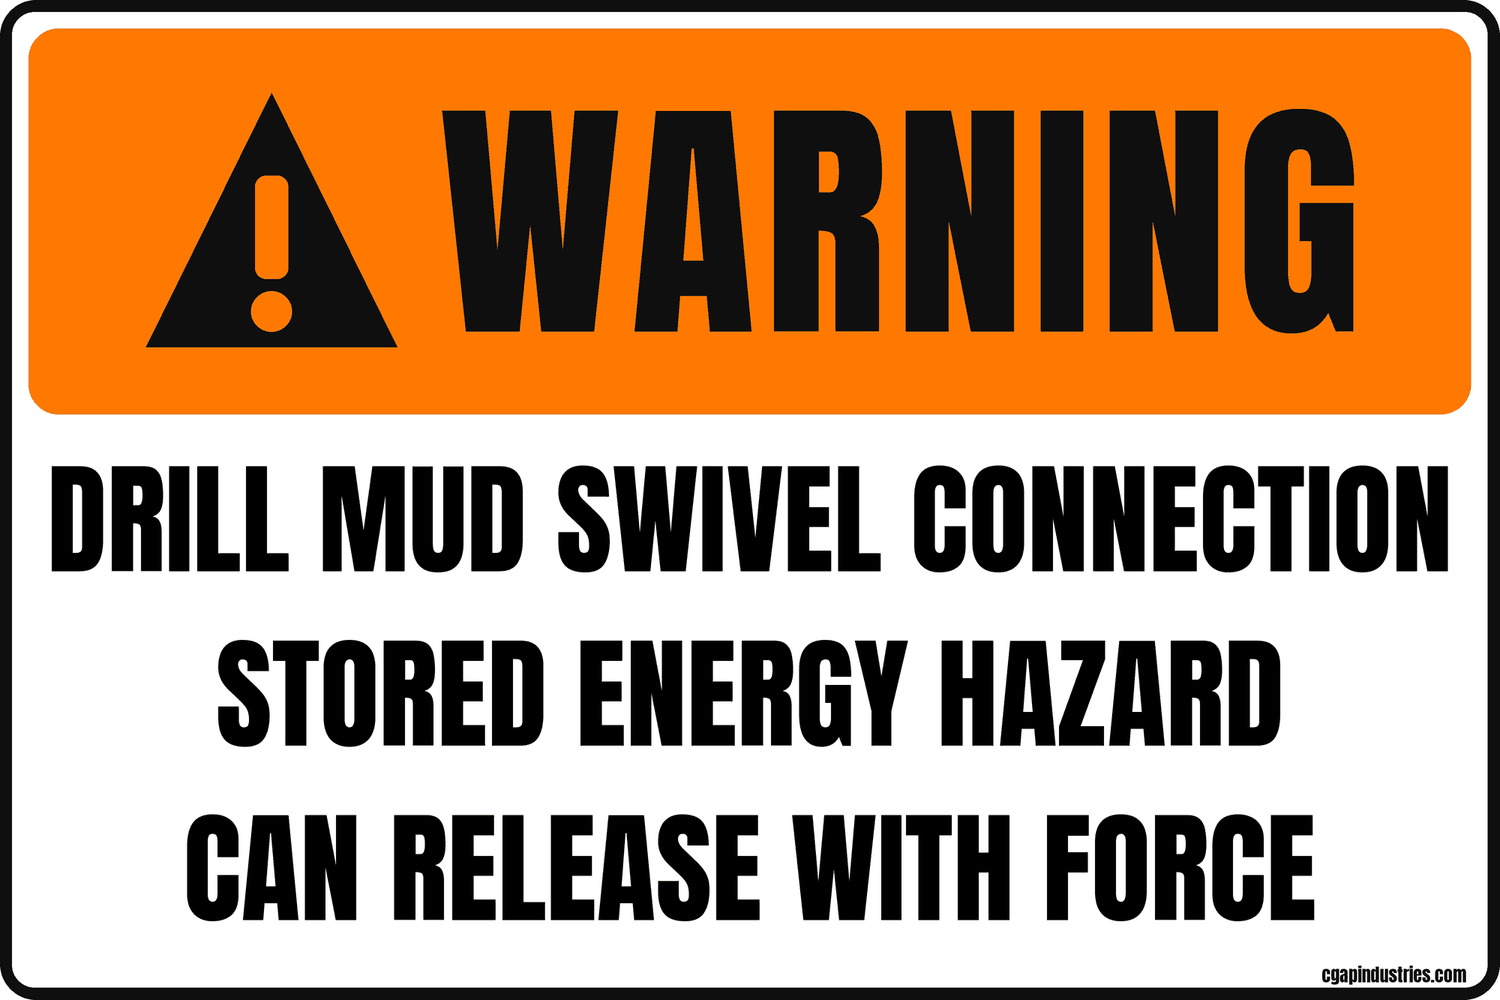 WARNING
DRILL MUD SWIVEL CONNECTION
STORED ENERGY HAZARD
CAN RELEASE WITH FORCE
cgapindustries.com